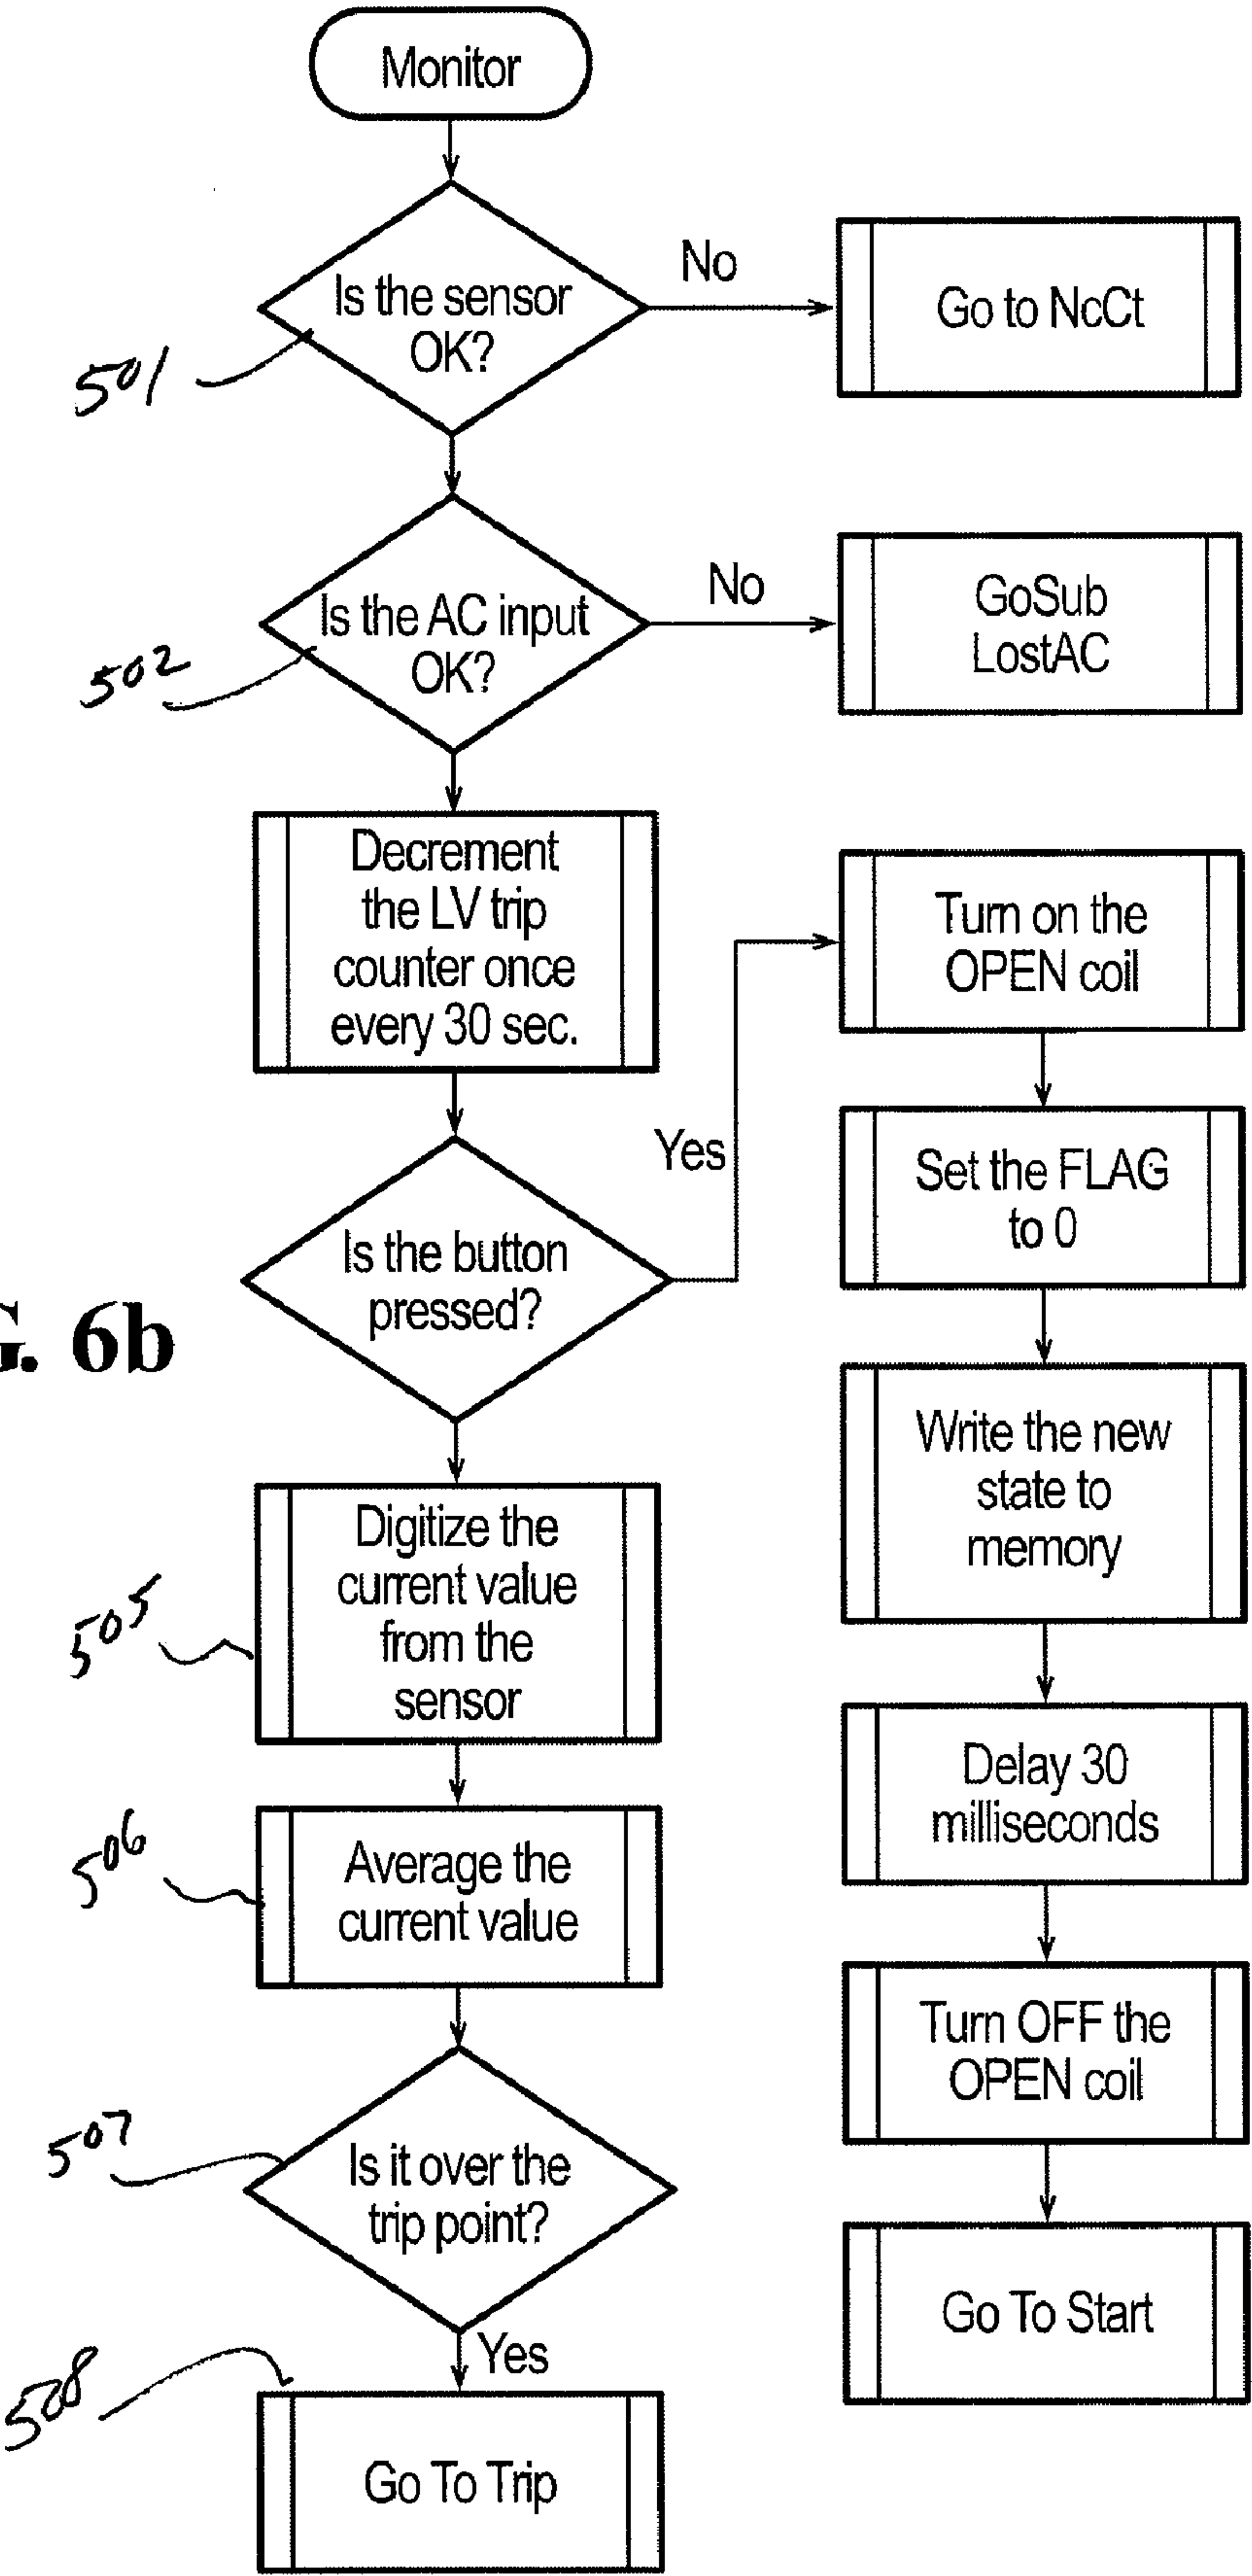 Monitor
Is the sensor
OK?
No
Go to NcCt
501
Is the AC input
OK?
No
GoSub
LostAC
502
Decrement
the LV trip
counter once
every 30 sec.
Turn on the
OPEN coil
Yes
Set the FLAG
to 0
Is the button
pressed?
G. 6b
Write the new
state to
memory
Digitize the
current value
from the
sensor
505
Delay 30
milliseconds
Average the
current value
506
Turn OFF the
OPEN coil
Is it over the
trip point?
507
Go To Start
Yes
508
Go To Trip